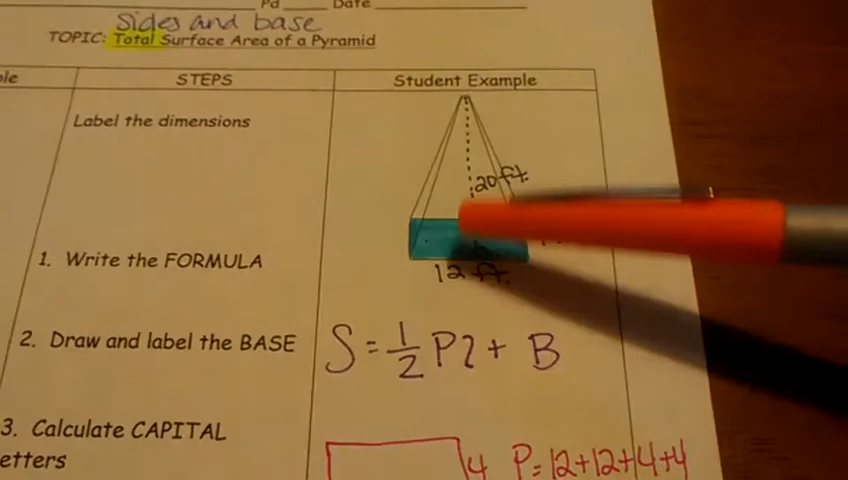 Pd Date
Sides and base
TOPIC: Total Surface Area of a Pyramid
STEPS
Student Example
Label the dimensions
20 ft.
12 ft.
1. Write the FORMULA
2. Draw and label the BASE
S = 1/2 Pl + B
3. Calculate CAPITAL
4 P=12+12+4+4